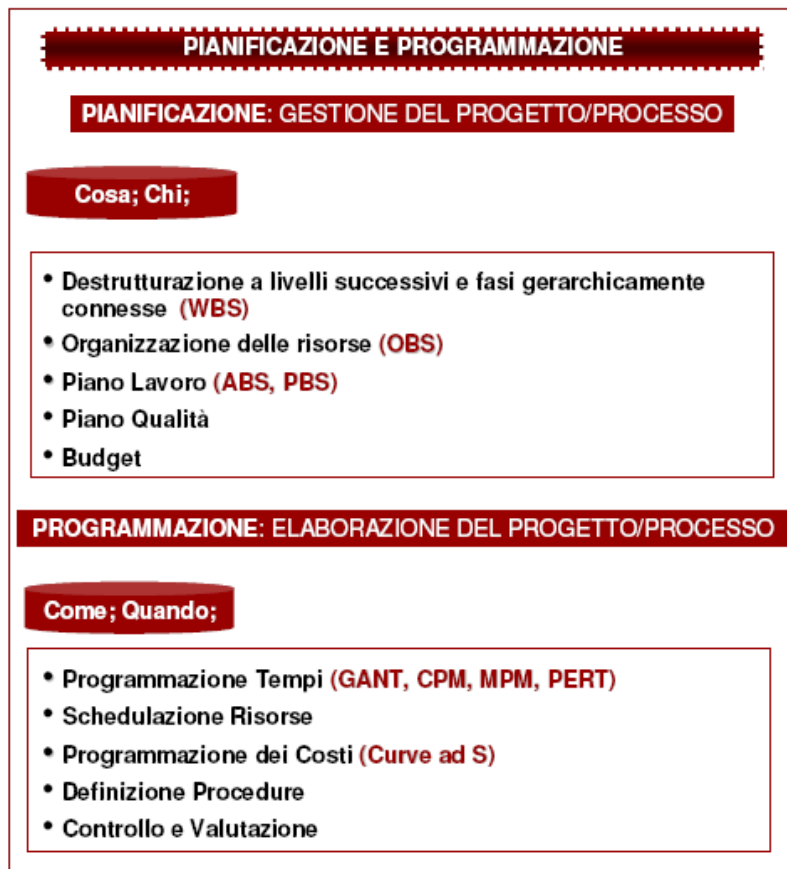 PIANIFICAZIONE E PROGRAMMAZIONE
PIANIFICAZIONE: GESTIONE DEL PROGETTO/PROCESSO
Cosa; Chi;
• Destrutturazione a livelli successivi e fasi gerarchicamente
connesse (WBS)
• Organizzazione delle risorse (OBS)
• Piano Lavoro (ABS, PBS)
• Piano Qualità
• Budget
PROGRAMMAZIONE: ELABORAZIONE DEL PROGETTO/PROCESSO
Come; Quando;
• Programmazione Tempi (GANT, CPM, MPM, PERT)
• Schedulazione Risorse
• Programmazione dei Costi (Curve ad S)
• Definizione Procedure
• Controllo e Valutazione